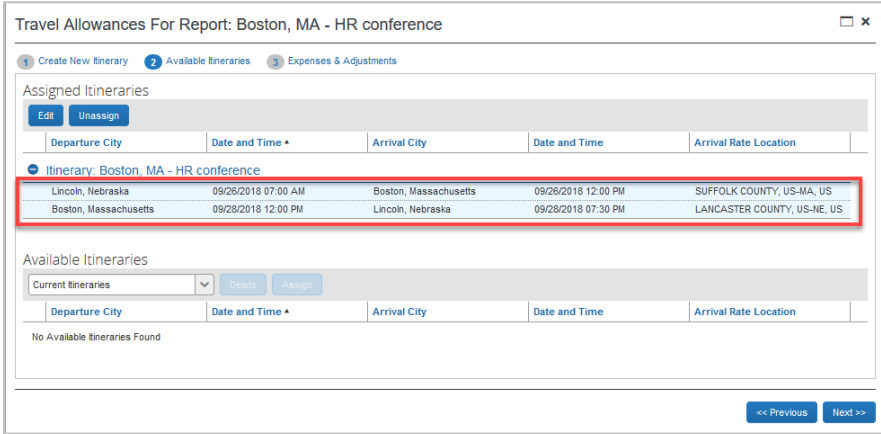 Travel Allowances For Report: Boston, MA - HR conference
1 Create New Itinerary 2 Available Itineraries 3 Expenses & Adjustments
Assigned Itineraries
Edit Unassign
Departure City Date and Time Arrival City Date and Time Arrival Rate Location
Itinerary: Boston, MA - HR conference
Lincoln, Nebraska 09/26/2018 07:00 AM Boston, Massachusetts 09/26/2018 12:00 PM SUFFOLK COUNTY, US-MA, US
Boston, Massachusetts 09/28/2018 12:00 PM Lincoln, Nebraska 09/28/2018 07:30 PM LANCASTER COUNTY, US-NE, US
Available Itineraries
Current Itineraries Delete Assign
Departure City Date and Time Arrival City Date and Time Arrival Rate Location
No Available Itineraries Found
<< Previous Next >>